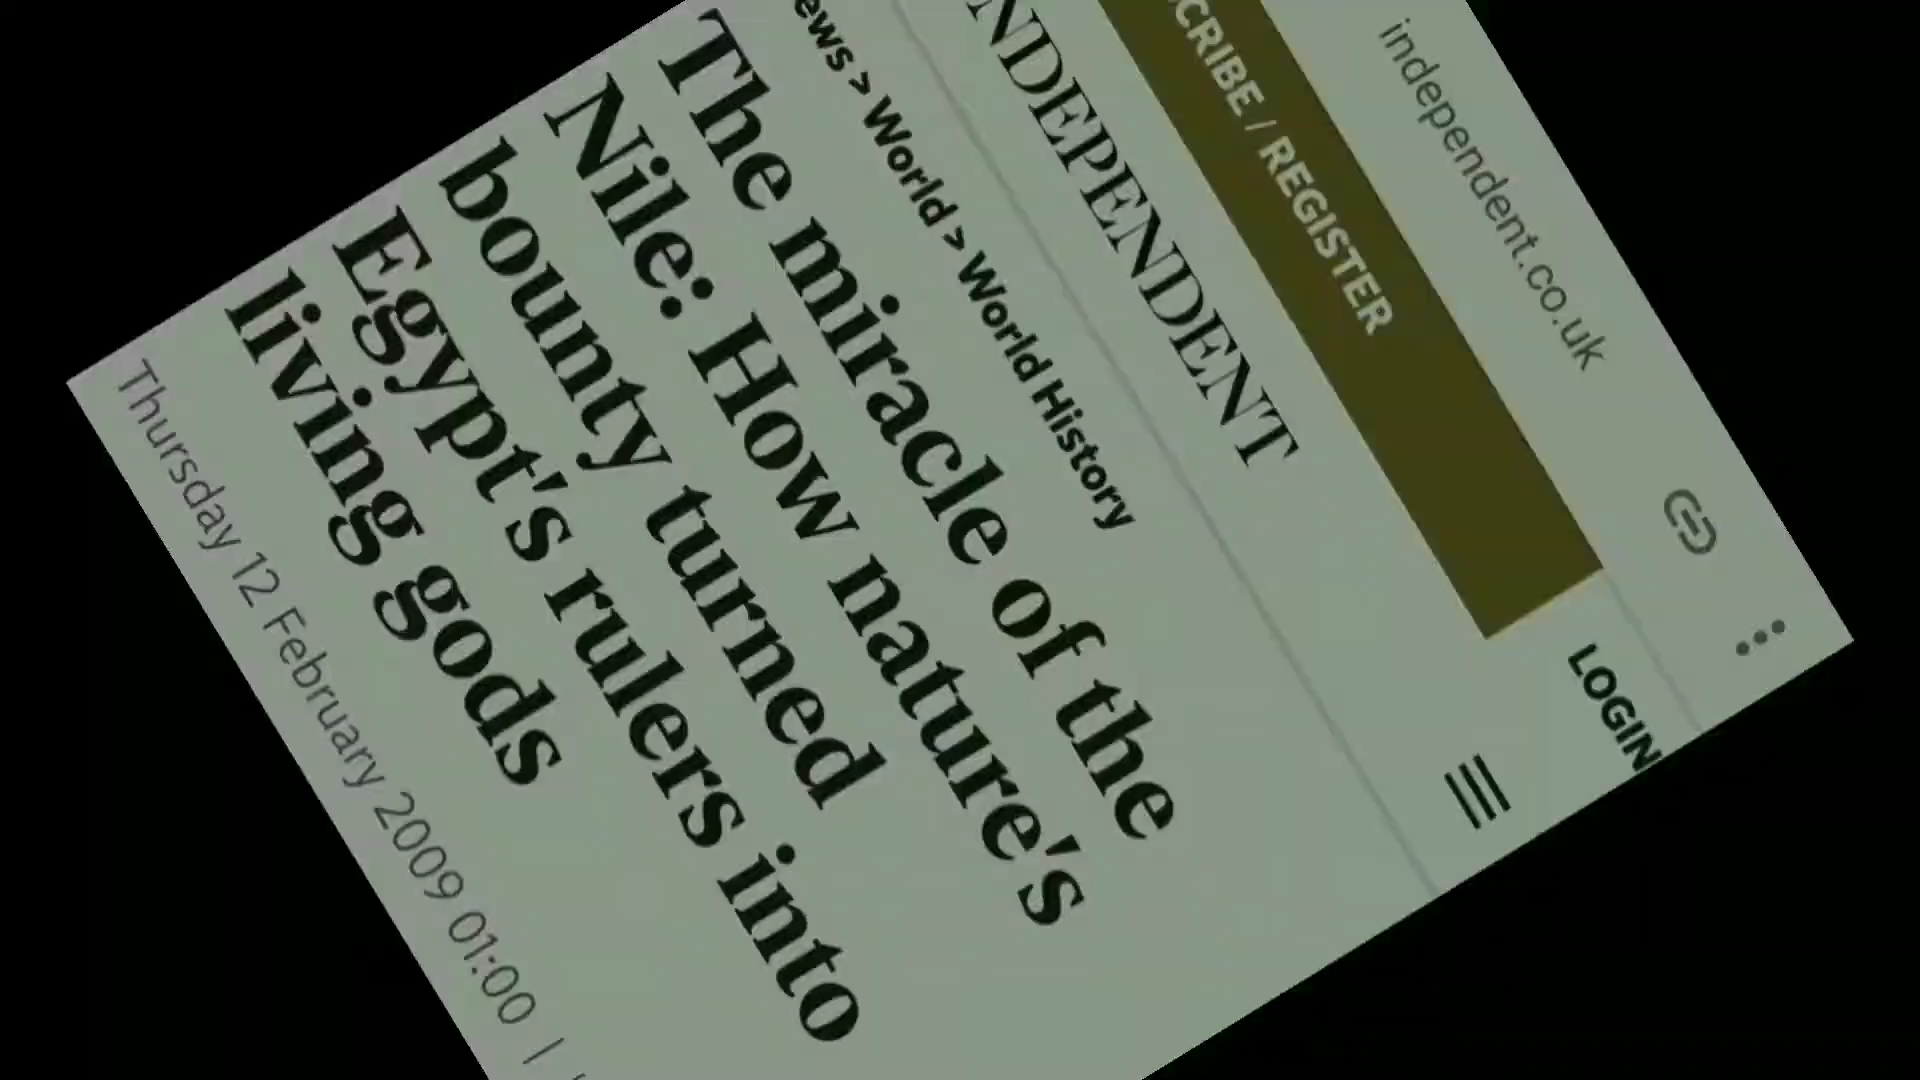 independent.co.uk
CRIBE / REGISTER
LOGIN
NDEPENDENT
ews > World > World History
The miracle of the
Nile: How nature's
bounty turned
Egypt's rulers into
living gods
Thursday 12 February 2009 01:00 |